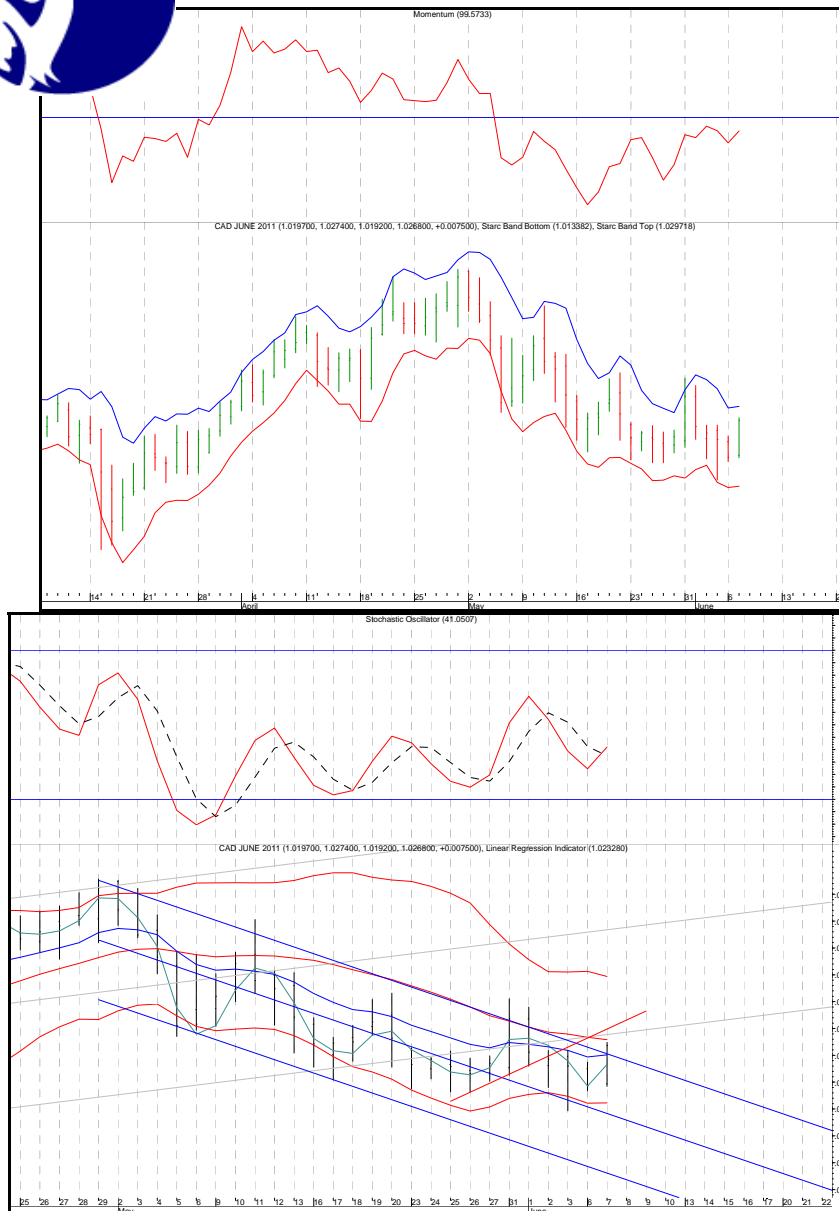 Momentum (99.5733)
CAD JUNE 2011 (1.019700, 1.027400, 1.019200, 1.026800, +0.007500), Starc Band Bottom (1.013382), Starc Band Top (1.029718)
14 21 28 4 11 18 25 2 9 16 23 31 6 13
April May June
Stochastic Oscillator (41.0507)
CAD JUNE 2011 (1.019700, 1.027400, 1.019200, 1.026800, +0.007500), Linear Regression Indicator (1.023280)
25 26 27 28 29 2 3 4 5 6 9 10 11 12 13 16 17 18 19 20 23 24 25 26 27 31 1 2 3 6 7 8 9 10 13 14 15 16 17 20 21 22
May June